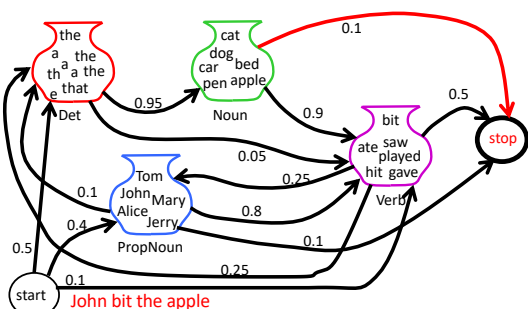 the
a
the
a
th
a
the
e
that
Det
cat
dog
car
bed
pen
apple
Noun
0.1
0.95
0.9
0.5
bit
ate
saw
played
hit
gave
Verb
stop
0.05
0.25
Tom
John
Mary
Alice
Jerry
PropNoun
0.1
0.8
0.1
0.5
0.4
0.25
0.1
start
John bit the apple